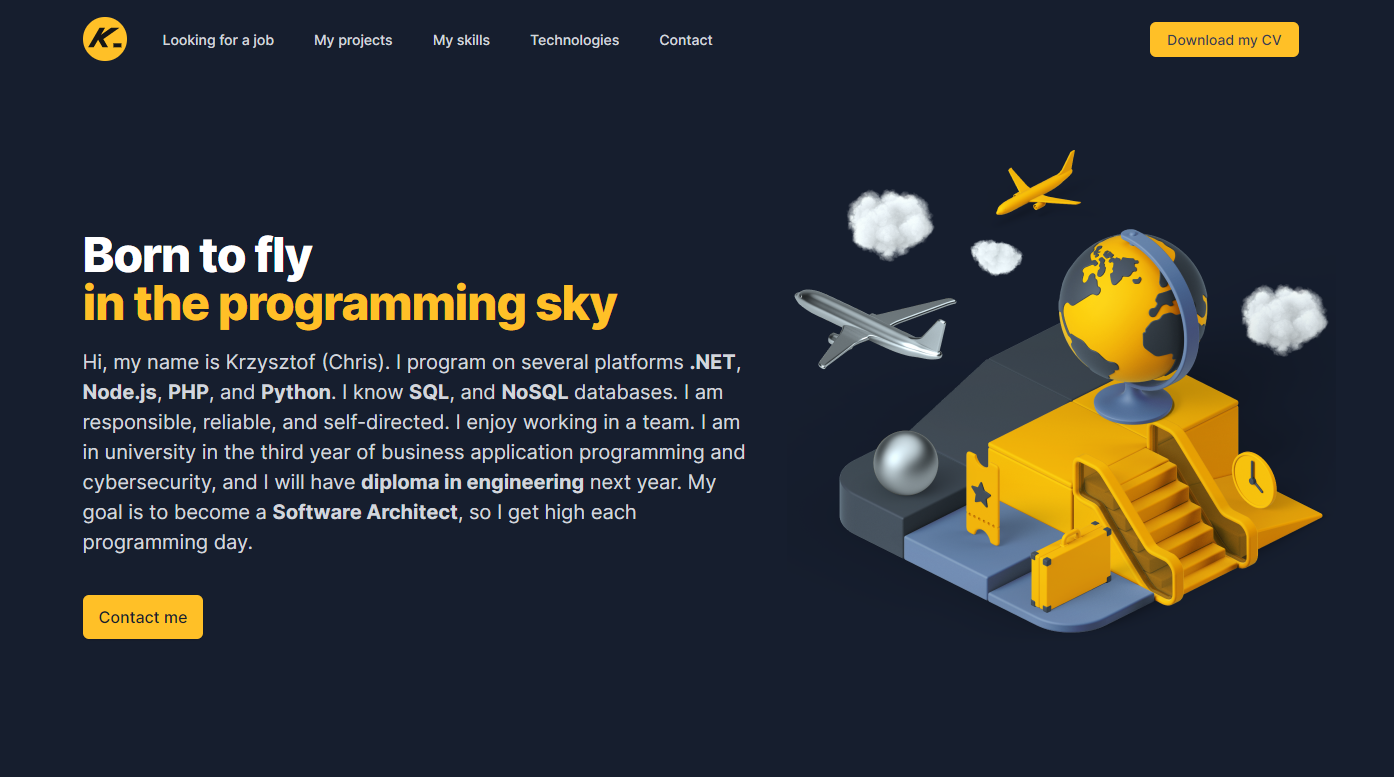 K.
Looking for a job
My projects
My skills
Technologies
Contact
Download my CV
Born to fly
in the programming sky
Hi, my name is Krzysztof (Chris). I program on several platforms .NET,
Node.js, PHP, and Python. I know SQL, and NoSQL databases. I am
responsible, reliable, and self-directed. I enjoy working in a team. I am
in university in the third year of business application programming and
cybersecurity, and I will have diploma in engineering next year. My
goal is to become a Software Architect, so I get high each
programming day.
Contact me